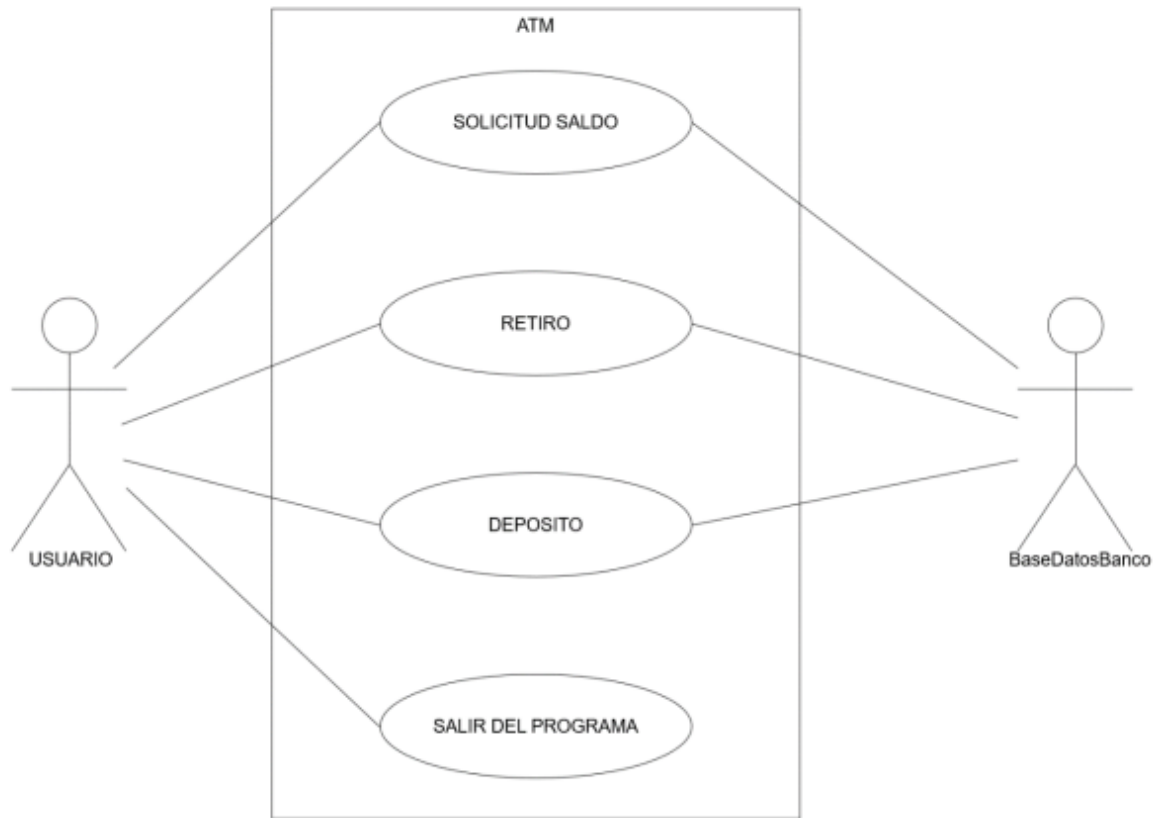 ATM
SOLICITUD SALDO
RETIRO
DEPOSITO
USUARIO
BaseDatosBanco
SALIR DEL PROGRAMA